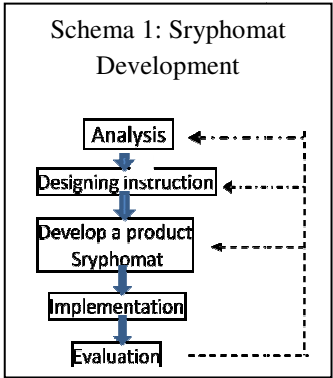 Schema 1: Sryphomat
Development
Analysis
Designing instruction
Develop a product
Sryphomat
Implementation
Evaluation